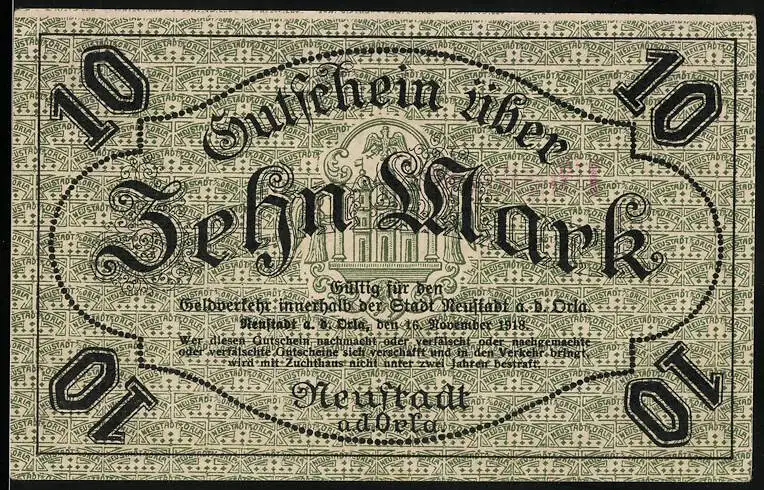 10
10
Gutschein über
Zehn Mark
Gültig für den
Geldverkehr innerhalb der Stadt Neustadt a. d. Orla.
Neustadt a. d. Orla, den 16. November 1918.
Wer diesen Gutschein nachmacht oder verfälscht oder nachgemachte
oder verfälschte Gutscheine sich verschafft und in den Verkehr bringt,
wird mit Zuchthaus nicht unter zwei Jahren bestraft.
Neustadt
a d Orla
10
10